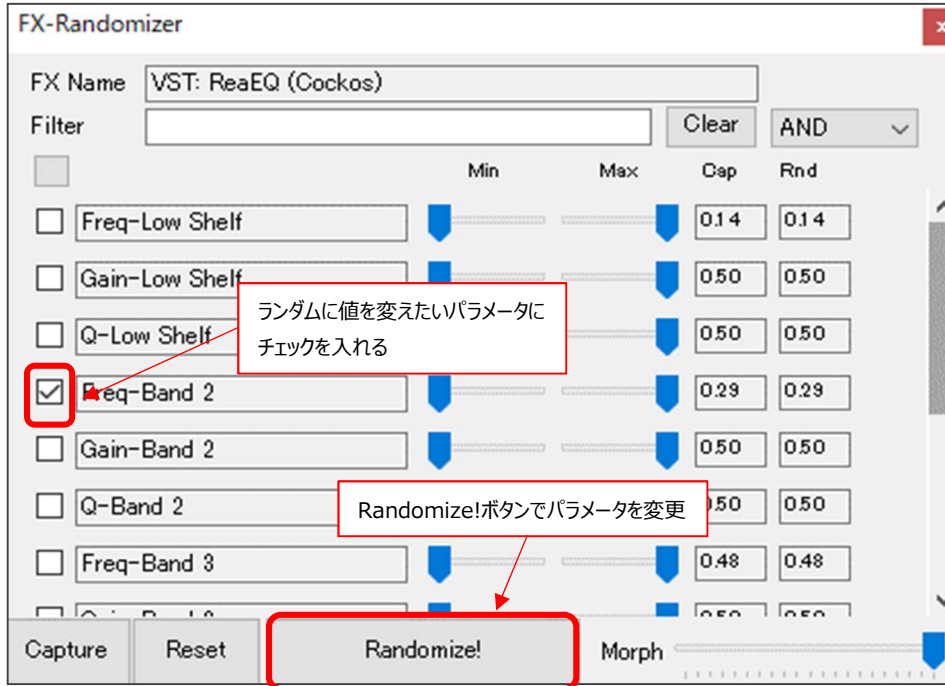 FX-Randomizer
FX Name VST: ReaEQ (Cockos)
Filter Clear AND
Min Max Cap Rnd
Freq-Low Shelf 0.14 0.14
Gain-Low Shelf 0.50 0.50
ランダムに値を変えたいパラメータに
チェックを入れる
Q-Low Shelf 0.50 0.50
Freq-Band 2 0.29 0.29
Gain-Band 2 0.50 0.50
Q-Band 2 0.50 0.50
Randomize!ボタンでパラメータを変更
Freq-Band 3 0.48 0.48
Capture Reset Randomize! Morph